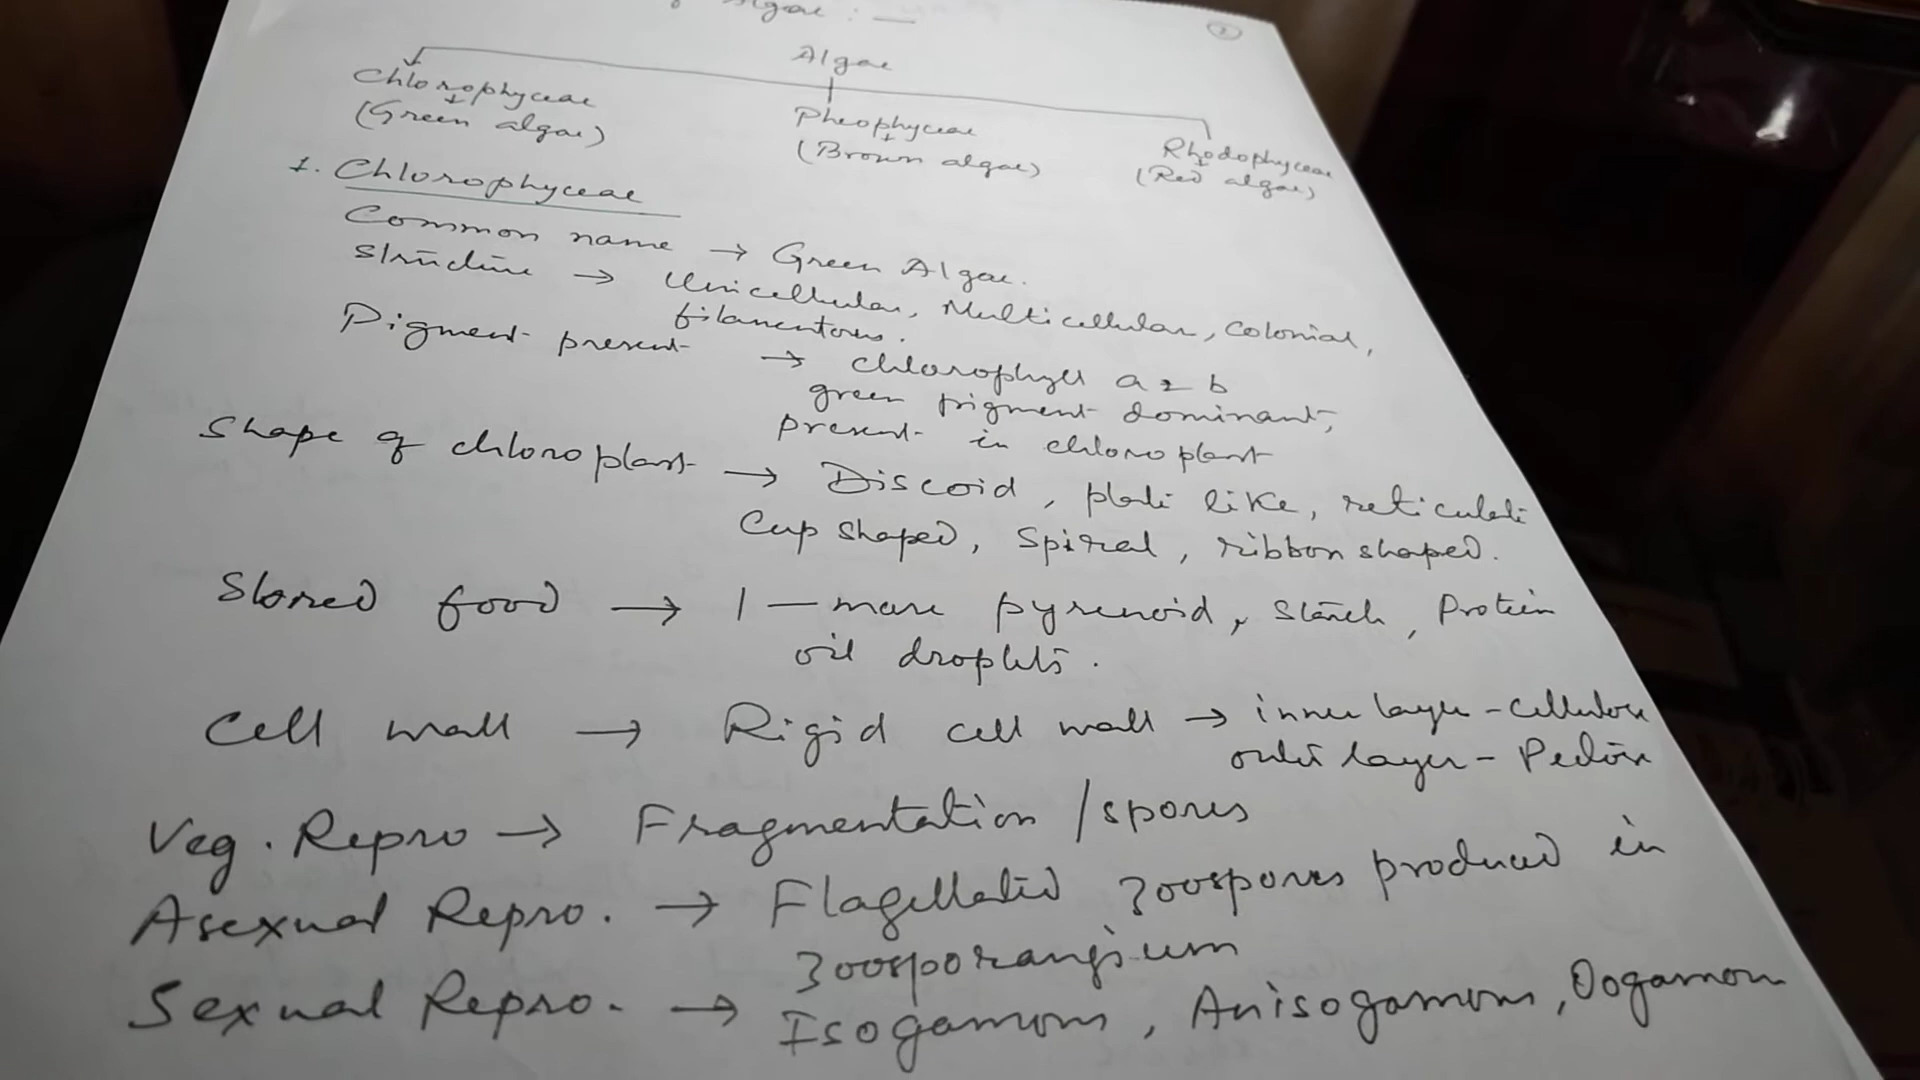 Algae : —
2
Algae
Chlorophyceae
(Green algae)
Pheophyceae
(Brown algae)
Rhodophyceae
(Red algae)
1. Chlorophyceae
Common name → Green Algae.
Structure → Unicellular, Multicellular, Colonial,
filamentous.
Pigment present → chlorophyll a & b
green pigment dominant,
present in chloroplast
Shape of chloroplast → Discoid, plate like, reticulate
Cup shaped, Spiral, ribbon shaped.
Stored food → 1 — more pyrenoid, starch, Protein
oil droplets.
Cell wall → Rigid cell wall → inner layer - cellulose
outer layer - Pectose
Veg. Repro → Fragmentation / spores
Asexual Repro. → Flagellated zoospores produced in
zoosporangium
Sexual Repro. → Isogamous, Anisogamous, Oogamou